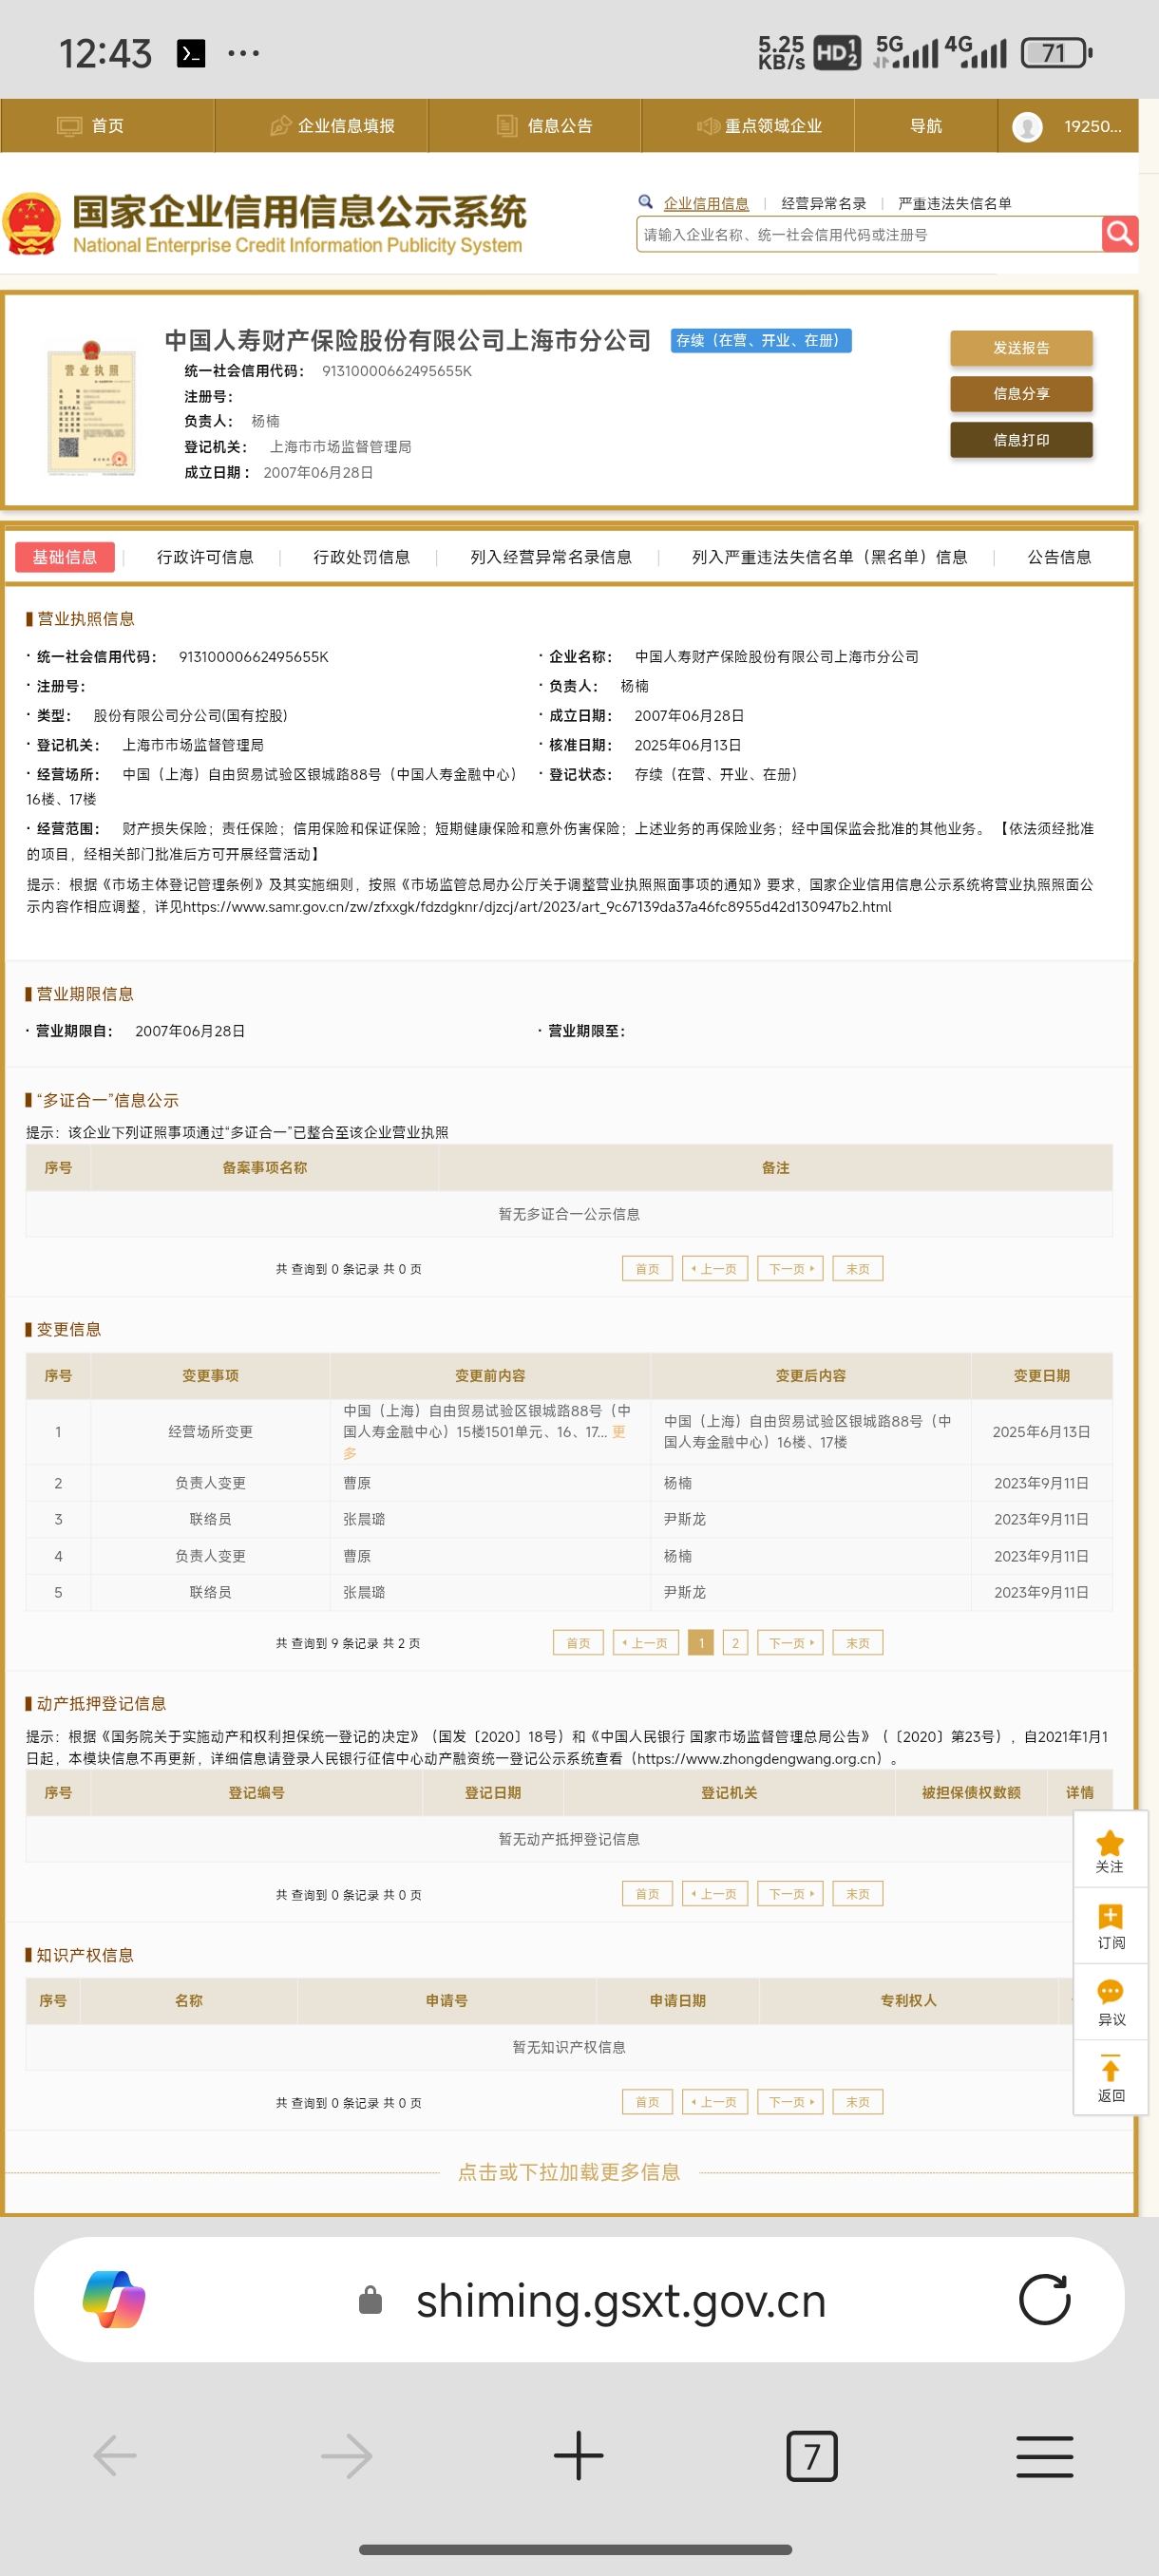 12:43 ··· 5.25 KB/s HD 1 2 5G 4G 71
首页 企业信息填报 信息公告 重点领域企业 导航 19250...
国家企业信用信息公示系统
National Enterprise Credit Information Publicity System
企业信用信息 | 经营异常名录 | 严重违法失信名单
请输入企业名称、统一社会信用代码或注册号
中国人寿财产保险股份有限公司上海市分公司 存续（在营、开业、在册）
营业执照
统一社会信用代码： 91310000662495655K
注册号：
负责人： 杨楠
登记机关： 上海市市场监督管理局
成立日期： 2007年06月28日
发送报告
信息分享
信息打印
基础信息 | 行政许可信息 | 行政处罚信息 | 列入经营异常名录信息 | 列入严重违法失信名单（黑名单）信息 | 公告信息
营业执照信息
· 统一社会信用代码： 91310000662495655K · 企业名称： 中国人寿财产保险股份有限公司上海市分公司
· 注册号： · 负责人： 杨楠
· 类型： 股份有限公司分公司(国有控股) · 成立日期： 2007年06月28日
· 登记机关： 上海市市场监督管理局 · 核准日期： 2025年06月13日
· 经营场所： 中国（上海）自由贸易试验区银城路88号（中国人寿金融中心） · 登记状态： 存续（在营、开业、在册）
16楼、17楼
· 经营范围： 财产损失保险；责任保险；信用保险和保证保险；短期健康保险和意外伤害保险；上述业务的再保险业务；经中国保监会批准的其他业务。 【依法须经批准
的项目，经相关部门批准后方可开展经营活动】
提示：根据《市场主体登记管理条例》及其实施细则，按照《市场监管总局办公厅关于调整营业执照照面事项的通知》要求，国家企业信用信息公示系统将营业执照照面公
示内容作相应调整，详见https://www.samr.gov.cn/zw/zfxxgk/fdzdgknr/djzcj/art/2023/art_9c67139da37a46fc8955d42d130947b2.html
营业期限信息
· 营业期限自： 2007年06月28日 · 营业期限至：
“多证合一”信息公示
提示：该企业下列证照事项通过“多证合一”已整合至该企业营业执照
序号 备案事项名称 备注
暂无多证合一公示信息
共 查询到 0 条记录 共 0 页 首页 上一页 下一页 末页
变更信息
序号 变更事项 变更前内容 变更后内容 变更日期
1 经营场所变更 中国（上海）自由贸易试验区银城路88号（中国人寿金融中心）15楼1501单元、16、17... 更多 中国（上海）自由贸易试验区银城路88号（中国人寿金融中心）16楼、17楼 2025年6月13日
2 负责人变更 曹原 杨楠 2023年9月11日
3 联络员 张晨璐 尹斯龙 2023年9月11日
4 负责人变更 曹原 杨楠 2023年9月11日
5 联络员 张晨璐 尹斯龙 2023年9月11日
共 查询到 9 条记录 共 2 页 首页 上一页 1 2 下一页 末页
动产抵押登记信息
提示：根据《国务院关于实施动产和权利担保统一登记的决定》（国发〔2020〕18号）和《中国人民银行 国家市场监督管理总局公告》（〔2020〕第23号），自2021年1月1
日起，本模块信息不再更新，详细信息请登录人民银行征信中心动产融资统一登记公示系统查看（https://www.zhongdengwang.org.cn）。
序号 登记编号 登记日期 登记机关 被担保债权数额 详情
暂无动产抵押登记信息
共 查询到 0 条记录 共 0 页 首页 上一页 下一页 末页
关注
订阅
异议
返回
知识产权信息
序号 名称 申请号 申请日期 专利权人
暂无知识产权信息
共 查询到 0 条记录 共 0 页 首页 上一页 下一页 末页
点击或下拉加载更多信息
shiming.gsxt.gov.cn
7